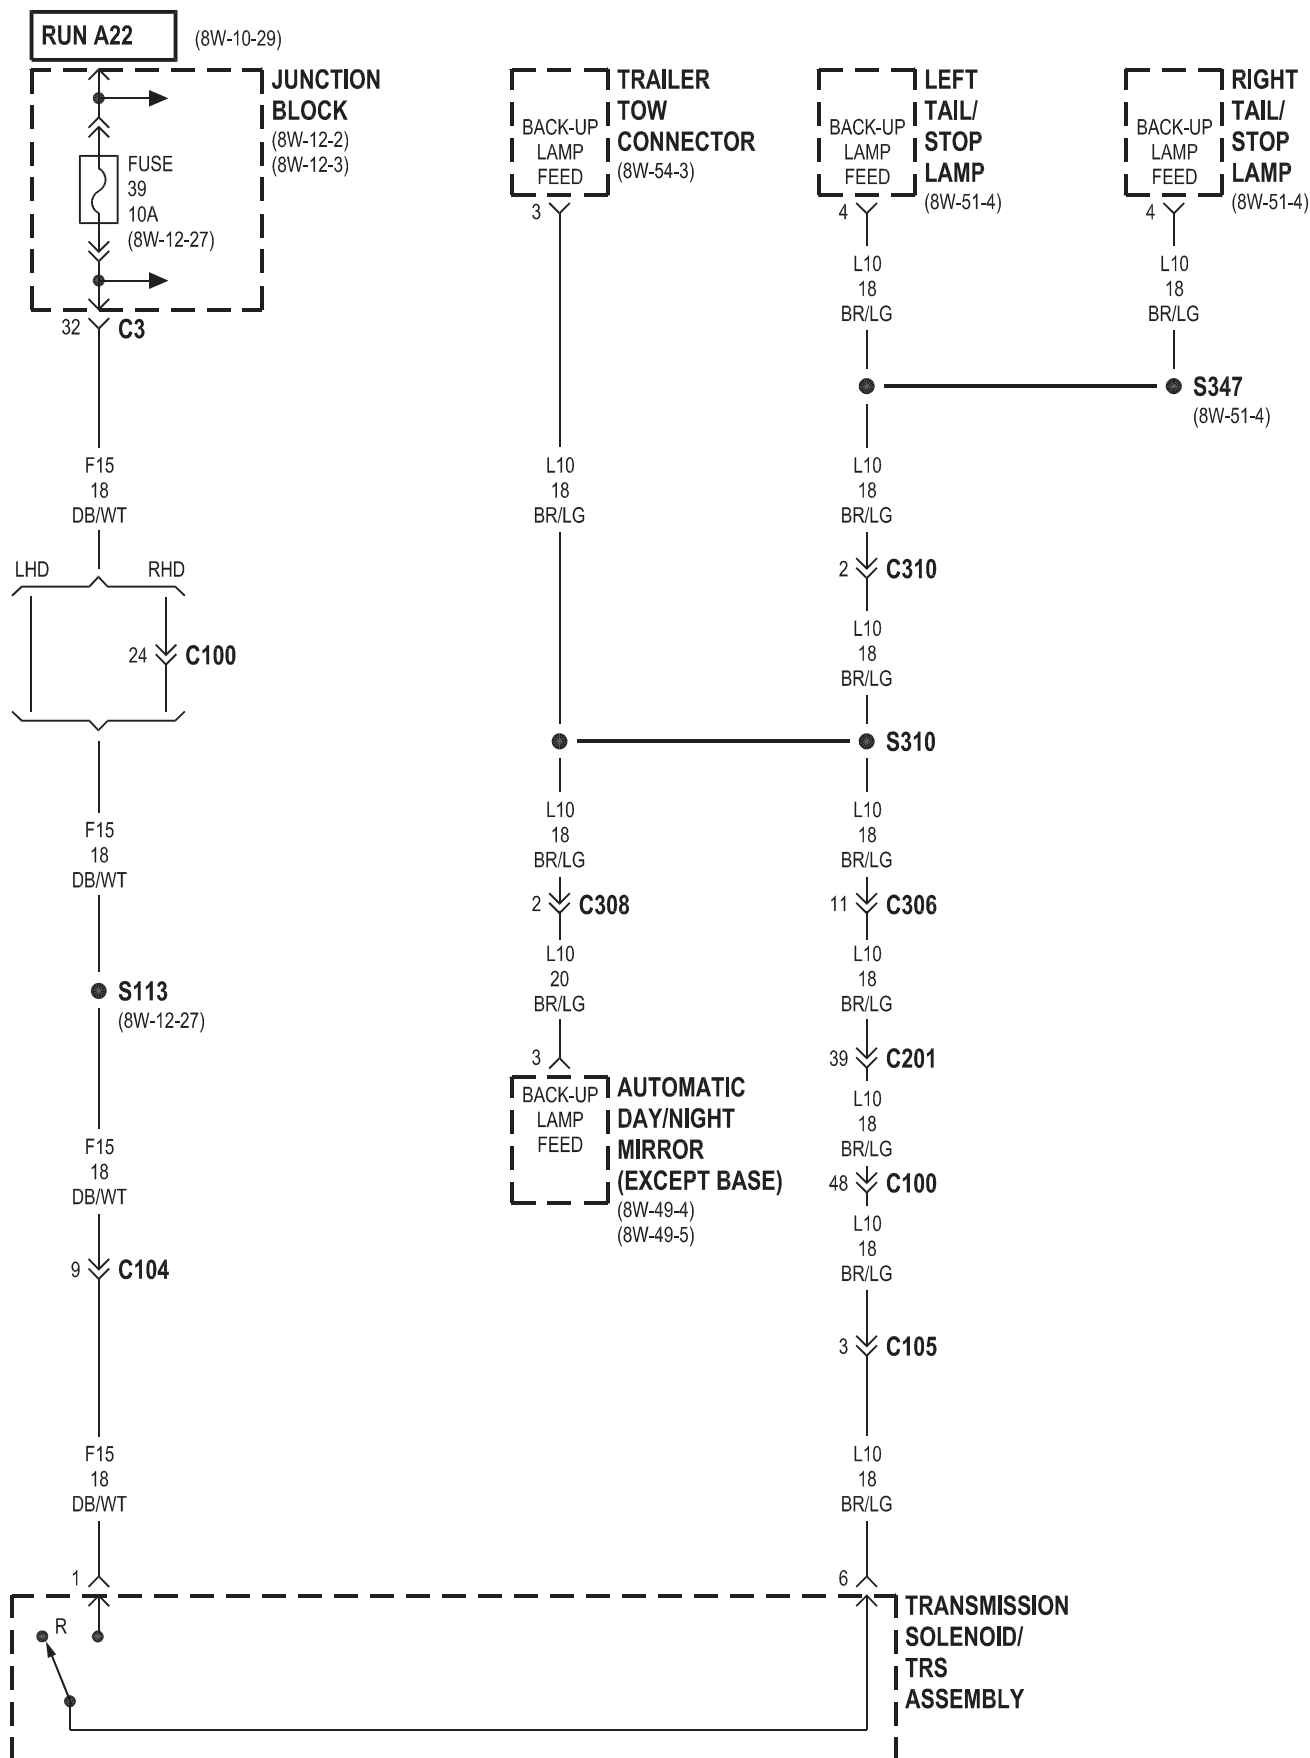 RUN A22
(8W-10-29)
JUNCTION
BLOCK
(8W-12-2)
(8W-12-3)
FUSE
39
10A
(8W-12-27)
32
C3
F15
18
DB/WT
LHD
RHD
24
C100
F15
18
DB/WT
S113
(8W-12-27)
F15
18
DB/WT
9
C104
F15
18
DB/WT
1
R
BACK-UP
LAMP
FEED
TRAILER
TOW
CONNECTOR
(8W-54-3)
3
L10
18
BR/LG
L10
18
BR/LG
2
C308
L10
20
BR/LG
3
BACK-UP
LAMP
FEED
AUTOMATIC
DAY/NIGHT
MIRROR
(EXCEPT BASE)
(8W-49-4)
(8W-49-5)
BACK-UP
LAMP
FEED
LEFT
TAIL/
STOP
LAMP
(8W-51-4)
4
L10
18
BR/LG
BACK-UP
LAMP
FEED
RIGHT
TAIL/
STOP
LAMP
(8W-51-4)
4
L10
18
BR/LG
S347
(8W-51-4)
L10
18
BR/LG
2
C310
L10
18
BR/LG
S310
L10
18
BR/LG
11
C306
L10
18
BR/LG
39
C201
L10
18
BR/LG
48
C100
L10
18
BR/LG
3
C105
L10
18
BR/LG
6
TRANSMISSION
SOLENOID/
TRS
ASSEMBLY